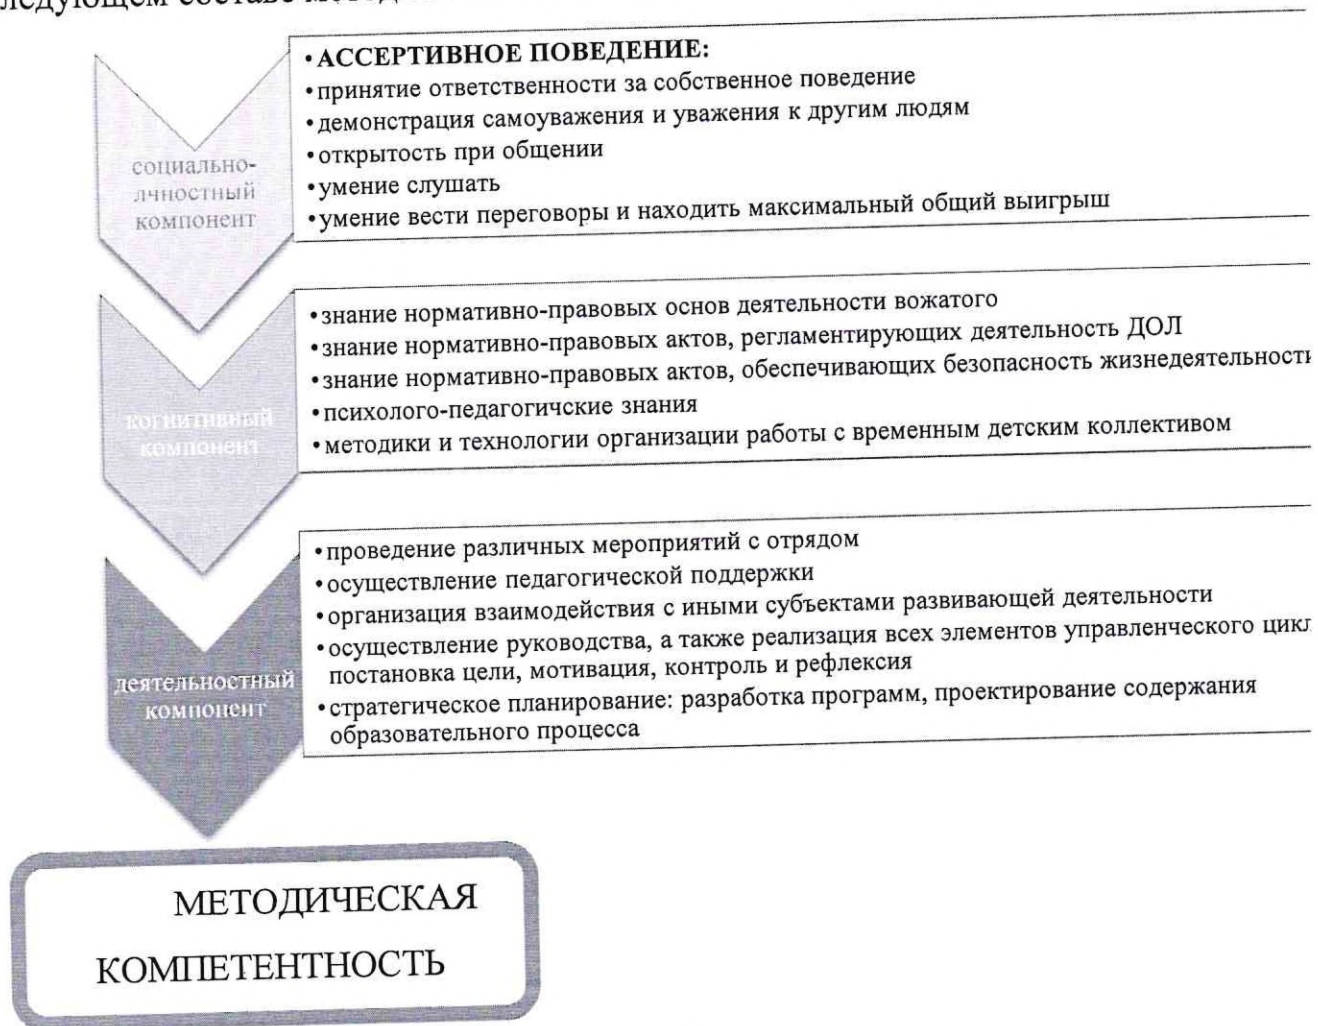 ледующем составе
• АССЕРТИВНОЕ ПОВЕДЕНИЕ:
• принятие ответственности за собственное поведение
• демонстрация самоуважения и уважения к другим людям
• открытость при общении
• умение слушать
• умение вести переговоры и находить максимальный общий выигрыш
социально-
лчностный
компонент
• знание нормативно-правовых основ деятельности вожатого
• знание нормативно-правовых актов, регламентирующих деятельность ДОЛ
• знание нормативно-правовых актов, обеспечивающих безопасность жизнедеятельности
• психолого-педагогичские знания
• методики и технологии организации работы с временным детским коллективом
когнитивный
компонент
• проведение различных мероприятий с отрядом
• осуществление педагогической поддержки
• организация взаимодействия с иными субъектами развивающей деятельности
• осуществление руководства, а также реализация всех элементов управленческого цикл
постановка цели, мотивация, контроль и рефлексия
• стратегическое планирование: разработка программ, проектирование содержания
образовательного процесса
деятельностный
компонент
МЕТОДИЧЕСКАЯ
КОМПЕТЕНТНОСТЬ